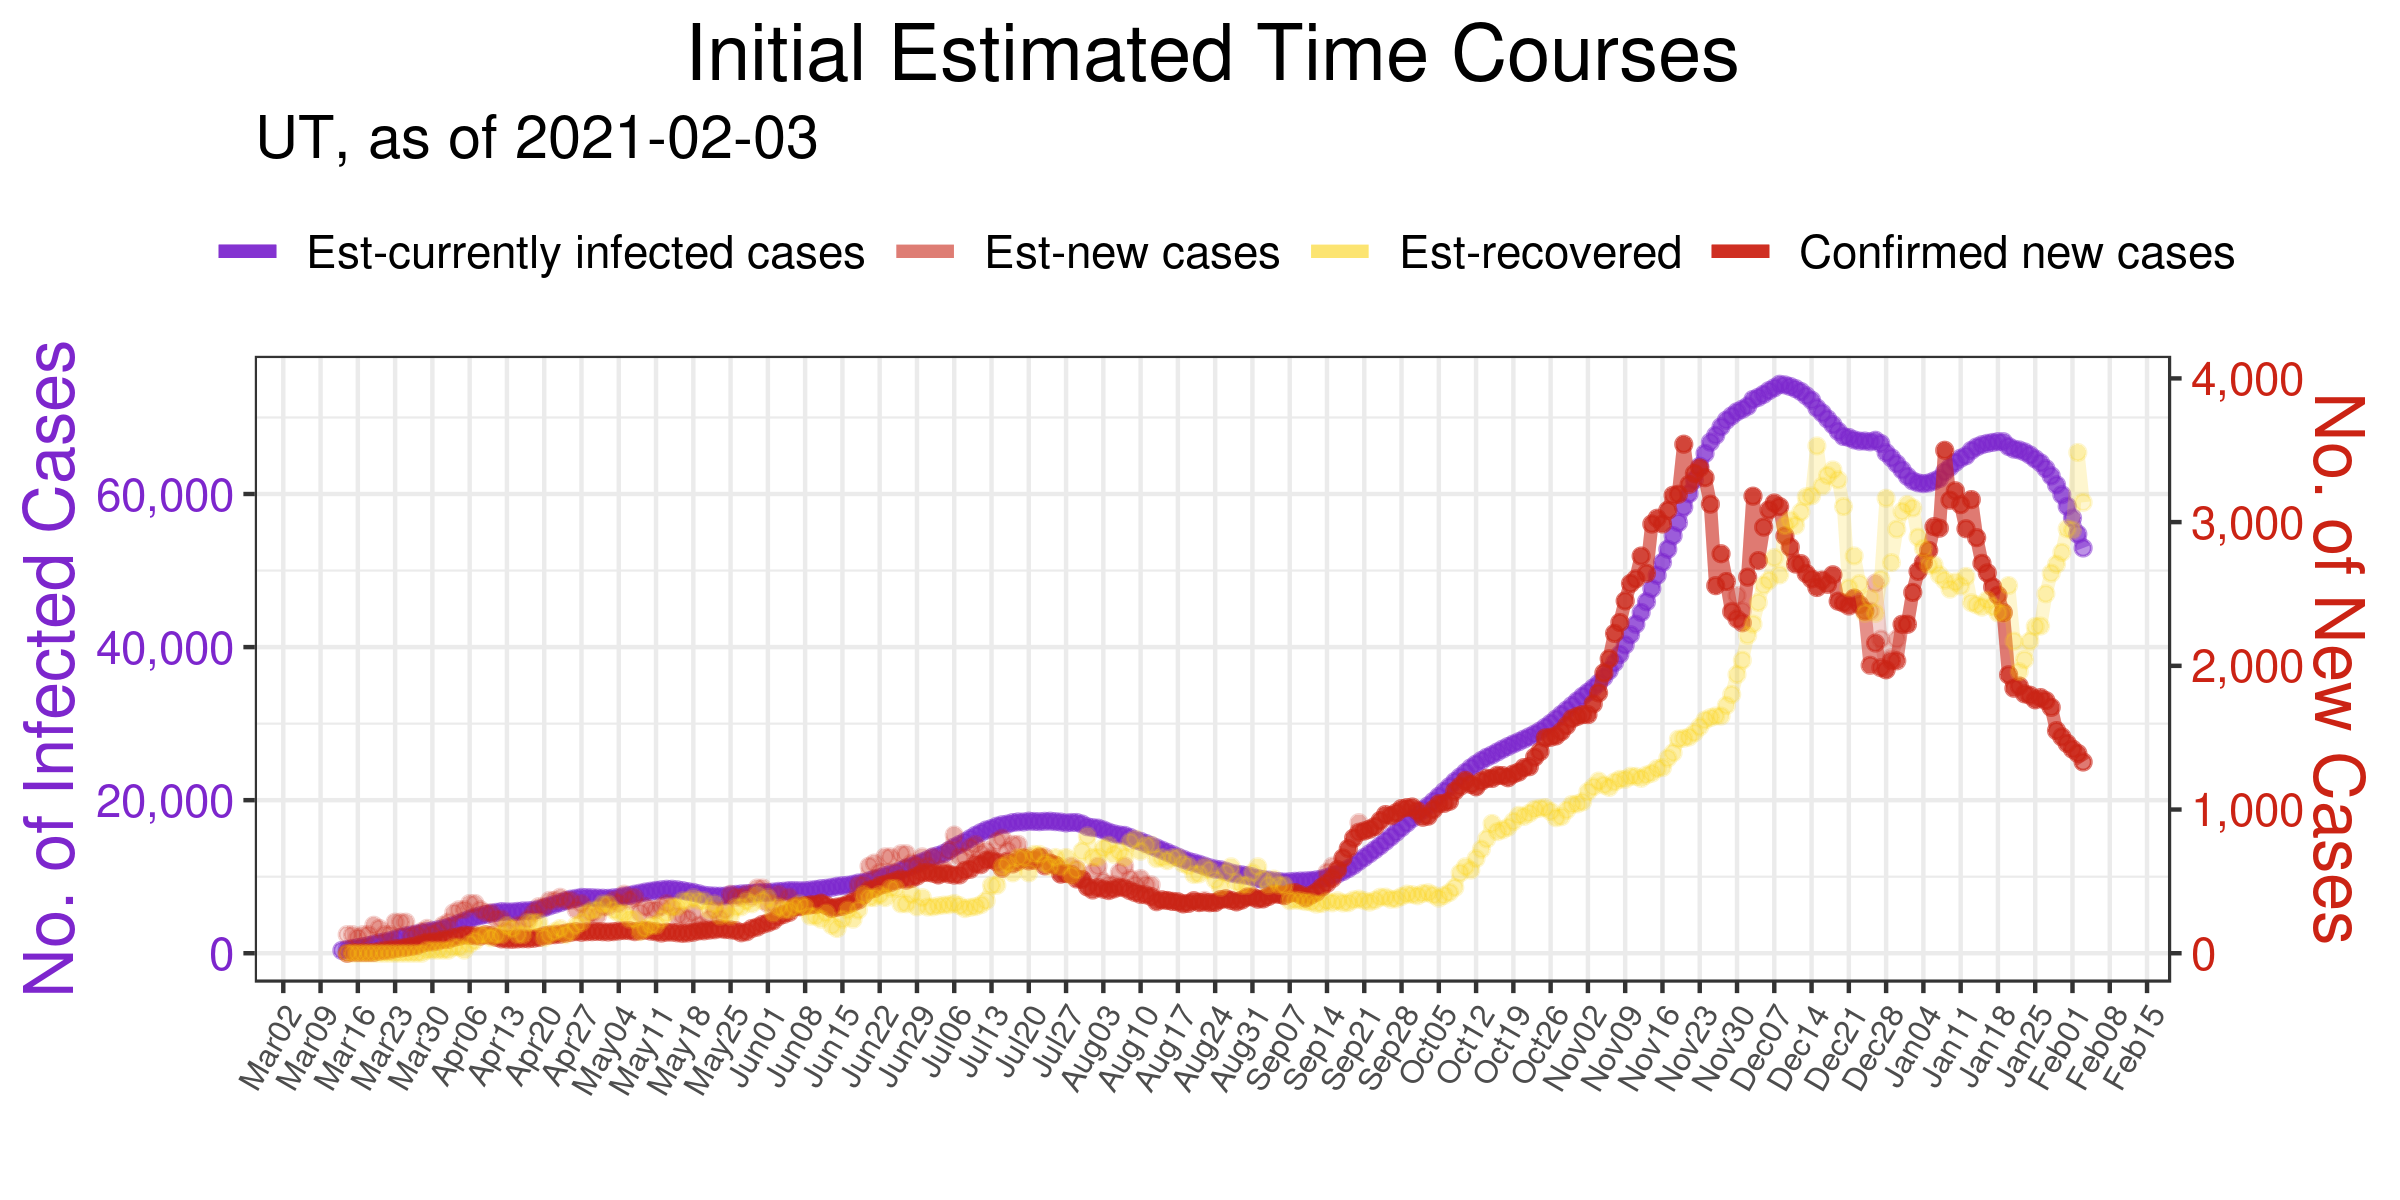 Initial Estimated Time Courses
UT, as of 2021-02-03
Est-currently infected cases
Est-new cases
Est-recovered
Confirmed new cases
No. of Infected Cases
60,000
40,000
20,000
0
4,000
3,000
2,000
1,000
0
No. of New Cases
Mar02
Mar09
Mar16
Mar23
Mar30
Apr06
Apr13
Apr20
Apr27
May04
May11
May18
May25
Jun01
Jun08
Jun15
Jun22
Jun29
Jul06
Jul13
Jul20
Jul27
Aug03
Aug10
Aug17
Aug24
Aug31
Sep07
Sep14
Sep21
Sep28
Oct05
Oct12
Oct19
Oct26
Nov02
Nov09
Nov16
Nov23
Nov30
Dec07
Dec14
Dec21
Dec28
Jan04
Jan11
Jan18
Jan25
Feb01
Feb08
Feb15